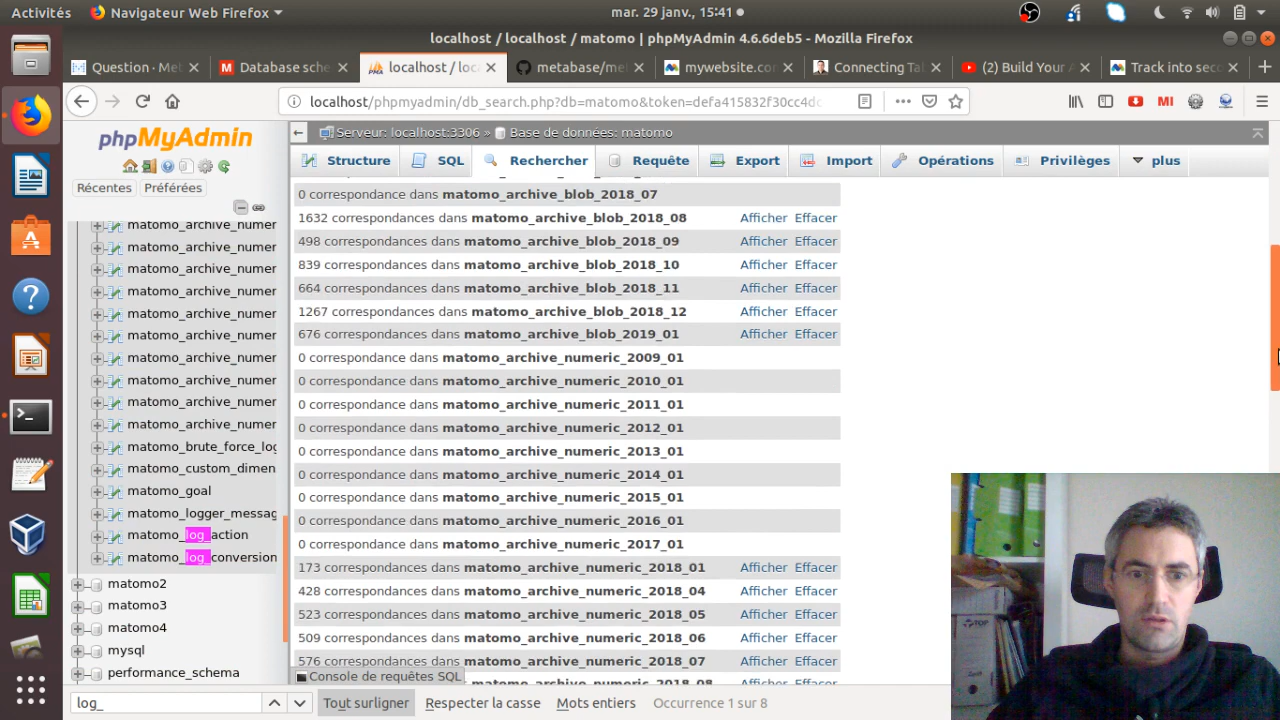 Activités
Navigateur Web Firefox
mar. 29 janv., 15:41
localhost / localhost / matomo | phpMyAdmin 4.6.6deb5 - Mozilla Firefox
Question · Me
Database sche
localhost / loc
metabase/me
mywebsite.co
Connecting Ta
(2) Build Your A
Track into sec
localhost/phpmyadmin/db_search.php?db=matomo&token=defa415832f30cc4d
phpMyAdmin
Récentes
Préférées
matomo_archive_numer
matomo_archive_numer
matomo_archive_numer
matomo_archive_numer
matomo_archive_numer
matomo_archive_numer
matomo_archive_numer
matomo_archive_numer
matomo_archive_numer
matomo_archive_numer
matomo_brute_force_log
matomo_custom_dimen
matomo_goal
matomo_logger_messag
matomo_log_action
matomo_log_conversion
matomo2
matomo3
matomo4
mysql
performance_schema
Serveur: localhost:3306 » Base de données: matomo
Structure
SQL
Rechercher
Requête
Export
Import
Opérations
Privilèges
plus
0 correspondance dans matomo_archive_blob_2018_07
1632 correspondances dans matomo_archive_blob_2018_08 Afficher Effacer
498 correspondances dans matomo_archive_blob_2018_09 Afficher Effacer
839 correspondances dans matomo_archive_blob_2018_10 Afficher Effacer
664 correspondances dans matomo_archive_blob_2018_11 Afficher Effacer
1267 correspondances dans matomo_archive_blob_2018_12 Afficher Effacer
676 correspondances dans matomo_archive_blob_2019_01 Afficher Effacer
0 correspondance dans matomo_archive_numeric_2009_01
0 correspondance dans matomo_archive_numeric_2010_01
0 correspondance dans matomo_archive_numeric_2011_01
0 correspondance dans matomo_archive_numeric_2012_01
0 correspondance dans matomo_archive_numeric_2013_01
0 correspondance dans matomo_archive_numeric_2014_01
0 correspondance dans matomo_archive_numeric_2015_01
0 correspondance dans matomo_archive_numeric_2016_01
0 correspondance dans matomo_archive_numeric_2017_01
173 correspondances dans matomo_archive_numeric_2018_01 Afficher Effacer
428 correspondances dans matomo_archive_numeric_2018_04 Afficher Effacer
523 correspondances dans matomo_archive_numeric_2018_05 Afficher Effacer
509 correspondances dans matomo_archive_numeric_2018_06 Afficher Effacer
576 correspondances dans matomo_archive_numeric_2018_07 Afficher Effacer
Console de requêtes SQL
log_
Tout surligner
Respecter la casse
Mots entiers
Occurrence 1 sur 8